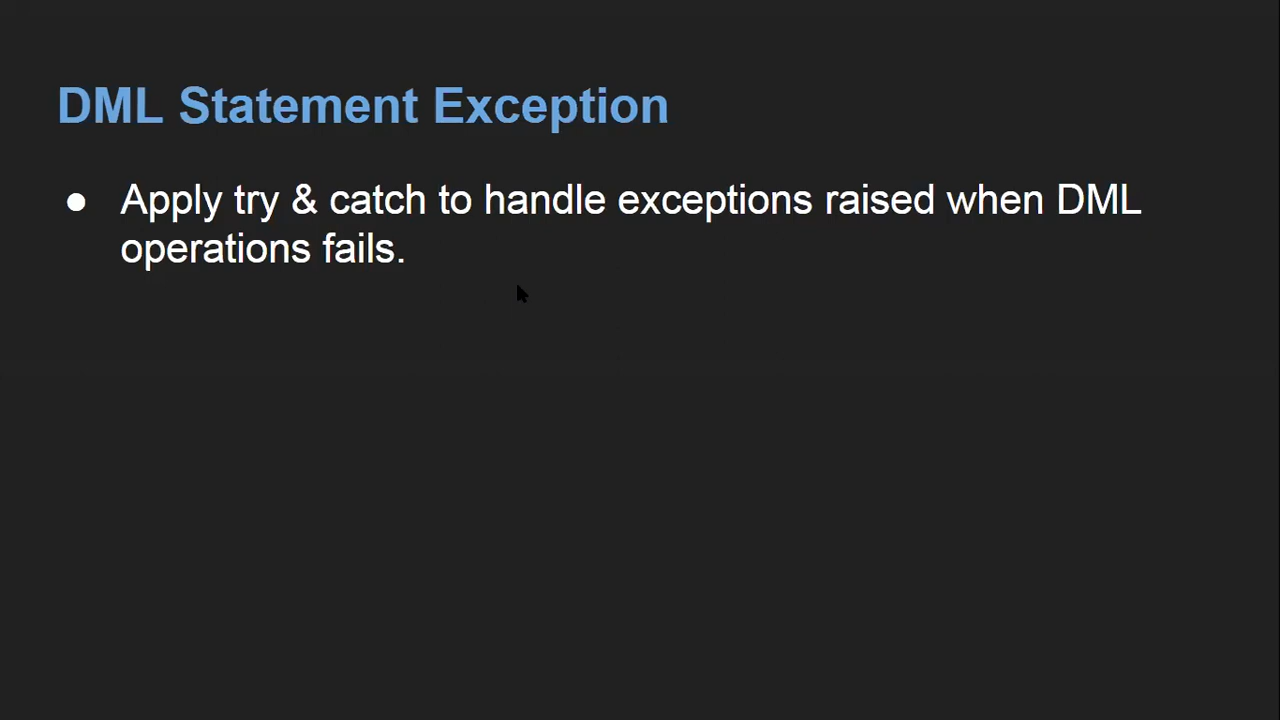 DML Statement Exception
● Apply try & catch to handle exceptions raised when DML
operations fails.